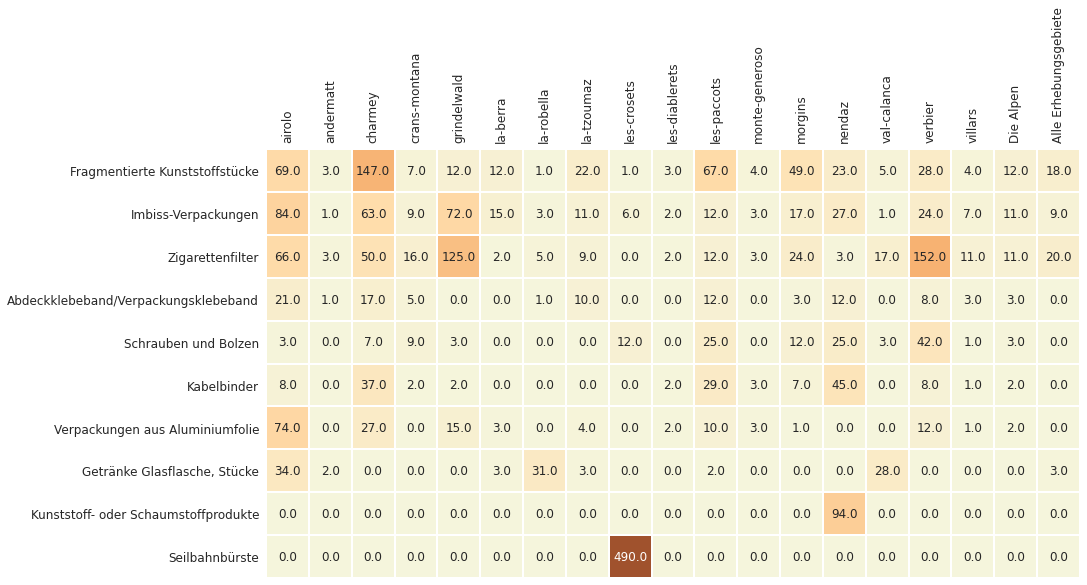 airolo andermatt charmey crans-montana grindelwald la-berra la-robella la-tzoumaz les-crosets les-diablerets les-paccots monte-generoso morgins nendaz val-calanca verbier villars Die Alpen Alle Erhebungsgebiete
Fragmentierte Kunststoffstücke 69.0 3.0 147.0 7.0 12.0 12.0 1.0 22.0 1.0 3.0 67.0 4.0 49.0 23.0 5.0 28.0 4.0 12.0 18.0
Imbiss-Verpackungen 84.0 1.0 63.0 9.0 72.0 15.0 3.0 11.0 6.0 2.0 12.0 3.0 17.0 27.0 1.0 24.0 7.0 11.0 9.0
Zigarettenfilter 66.0 3.0 50.0 16.0 125.0 2.0 5.0 9.0 0.0 2.0 12.0 3.0 24.0 3.0 17.0 152.0 11.0 11.0 20.0
Abdeckklebeband/Verpackungsklebeband 21.0 1.0 17.0 5.0 0.0 0.0 1.0 10.0 0.0 0.0 12.0 0.0 3.0 12.0 0.0 8.0 3.0 3.0 0.0
Schrauben und Bolzen 3.0 0.0 7.0 9.0 3.0 0.0 0.0 0.0 12.0 0.0 25.0 0.0 12.0 25.0 3.0 42.0 1.0 3.0 0.0
Kabelbinder 8.0 0.0 37.0 2.0 2.0 0.0 0.0 0.0 0.0 2.0 29.0 3.0 7.0 45.0 0.0 8.0 1.0 2.0 0.0
Verpackungen aus Aluminiumfolie 74.0 0.0 27.0 0.0 15.0 3.0 0.0 4.0 0.0 2.0 10.0 3.0 1.0 0.0 0.0 12.0 1.0 2.0 0.0
Getränke Glasflasche, Stücke 34.0 2.0 0.0 0.0 0.0 3.0 31.0 3.0 0.0 0.0 2.0 0.0 0.0 0.0 28.0 0.0 0.0 0.0 3.0
Kunststoff- oder Schaumstoffprodukte 0.0 0.0 0.0 0.0 0.0 0.0 0.0 0.0 0.0 0.0 0.0 0.0 0.0 94.0 0.0 0.0 0.0 0.0 0.0
Seilbahnbürste 0.0 0.0 0.0 0.0 0.0 0.0 0.0 0.0 490.0 0.0 0.0 0.0 0.0 0.0 0.0 0.0 0.0 0.0 0.0